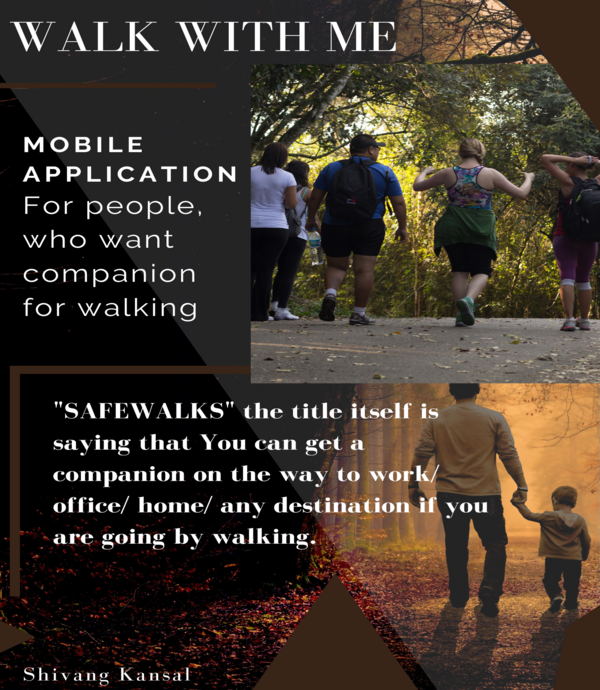 WALK WITH ME
MOBILE
APPLICATION
For people,
who want
companion
for walking
"SAFEWALKS" the title itself is
saying that You can get a
companion on the way to work/
office/ home/ any destination if you
are going by walking.
Shivang Kansal